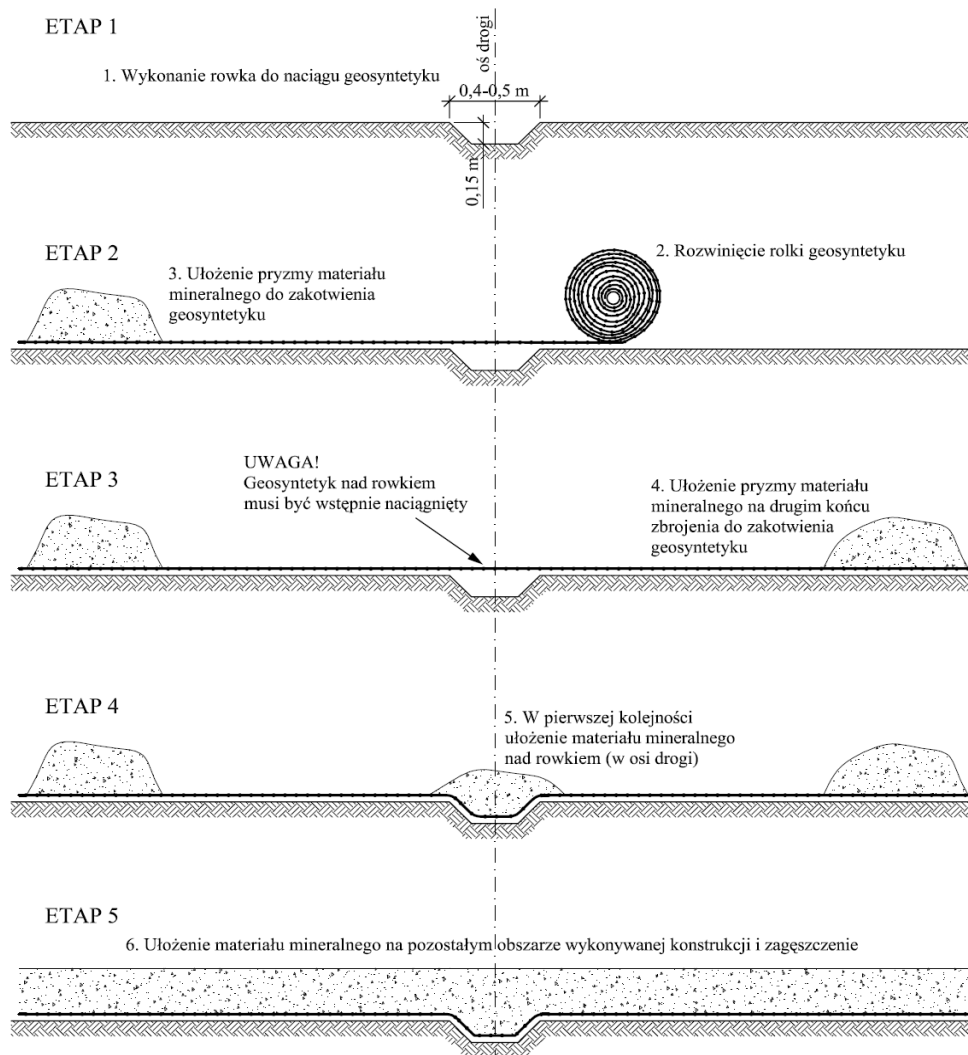 ETAP 1
1. Wykonanie rowka do naciągu geosyntetyku
oś drogi
0,4-0,5 m
0,15 m
ETAP 2
2. Rozwinięcie rolki geosyntetyku
3. Ułożenie pryzmy materiału
mineralnego do zakotwienia
geosyntetyku
ETAP 3
UWAGA!
Geosyntetyk nad rowkiem
musi być wstępnie naciągnięty
4. Ułożenie pryzmy materiału
mineralnego na drugim końcu
zbrojenia do zakotwienia
geosyntetyku
ETAP 4
5. W pierwszej kolejności
ułożenie materiału mineralnego
nad rowkiem (w osi drogi)
ETAP 5
6. Ułożenie materiału mineralnego na pozostałym obszarze wykonywanej konstrukcji i zagęszczenie